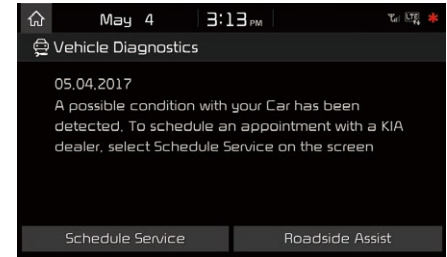 May 4 3:13 PM LTE
Vehicle Diagnostics
05.04.2017
A possible condition with your Car has been
detected. To schedule an appointment with a KIA
dealer, select Schedule Service on the screen
Schedule Service Roadside Assist